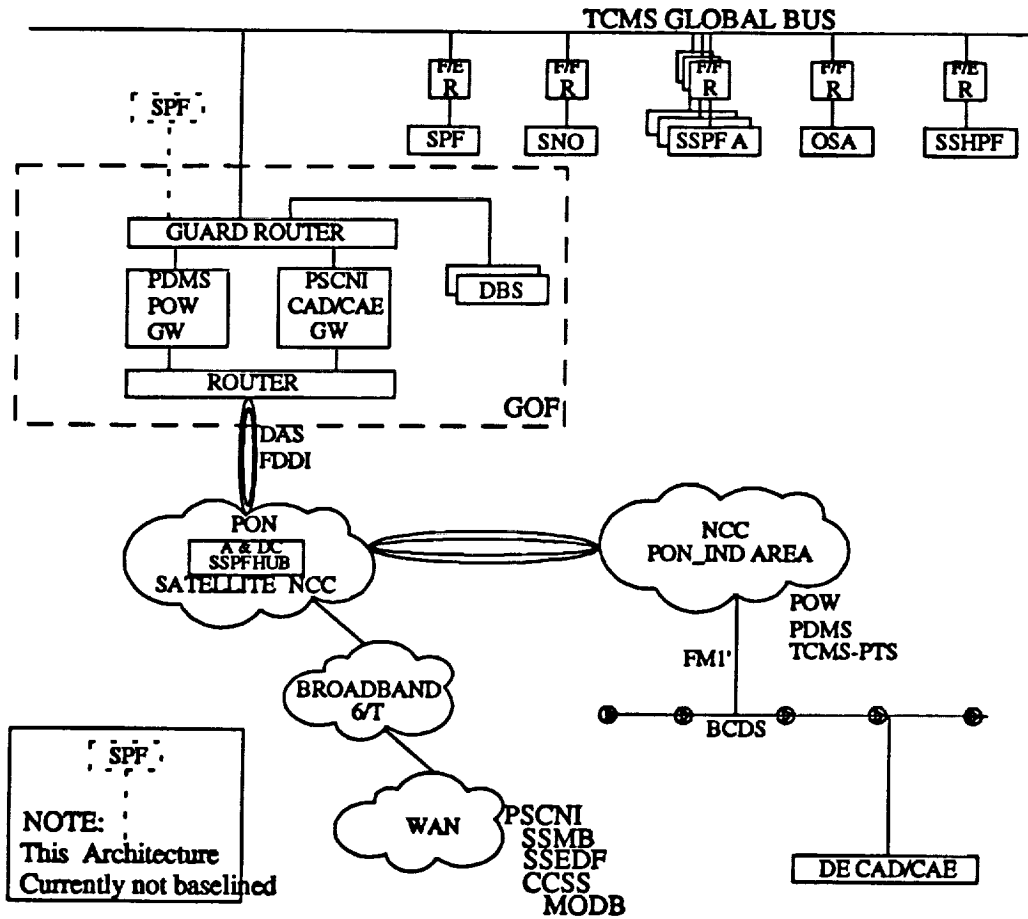 TCMS GLOBAL BUS
F/E
R
F/F
R
F/F
R
F/F
R
F/E
R
SPF
SPF
SNO
SSPF A
OSA
SSHPF
GUARD ROUTER
PDMS
POW
GW
PSCNI
CAD/CAE
GW
DBS
ROUTER
GOF
DAS
FDDI
PON
A & DC
SSPFHUB
SATELLITE NCC
NCC
PON_IND AREA
POW
PDMS
TCMS-PTS
FM1'
BROADBAND
6/T
BCDS
SPF
NOTE:
This Architecture
Currently not baselined
WAN
PSCNI
SSMB
SSEDF
CCSS
MODB
DE CAD/CAE